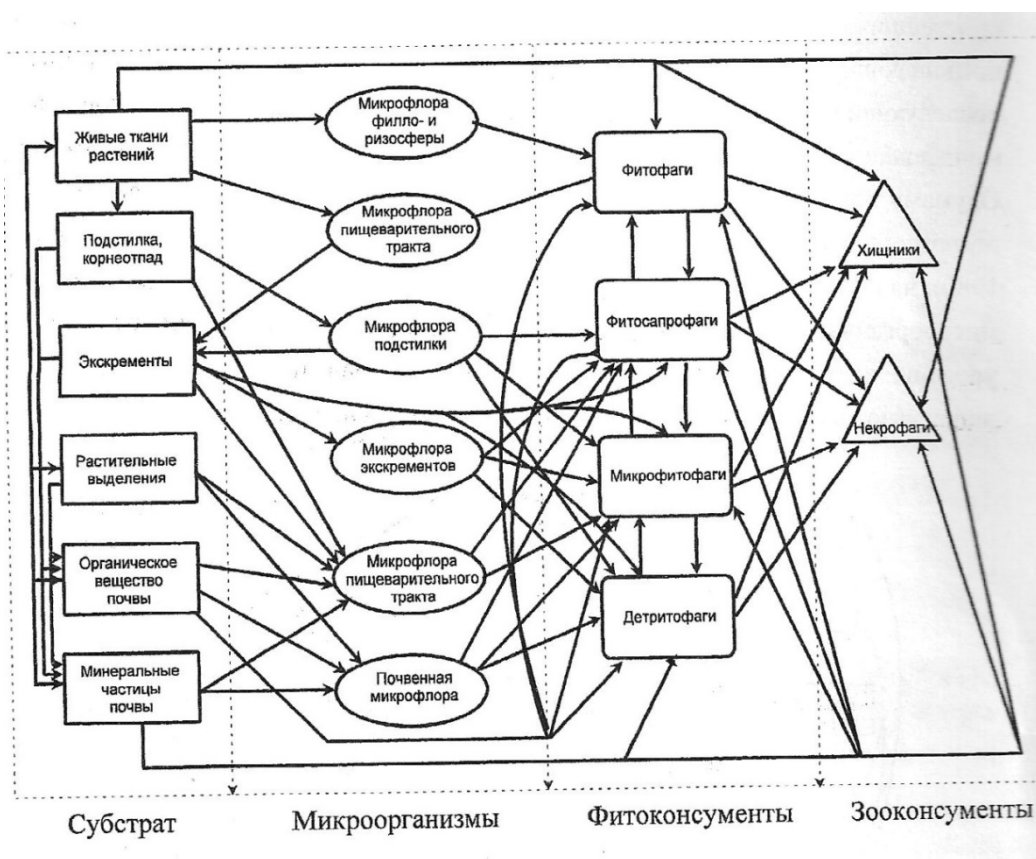 Живые ткани
растений
Подстилка,
корнеотпад
Экскременты
Растительные
выделения
Органическое
вещество
почвы
Минеральные
частицы
почвы
Микрофлора
филло- и
ризосферы
Микрофлора
пищеварительного
тракта
Микрофлора
подстилки
Микрофлора
экскрементов
Микрофлора
пищеварительного
тракта
Почвенная
микрофлора
Фитофаги
Фитосапрофаги
Микрофитофаги
Детритофаги
Хищники
Некрофаги
Субстрат
Микроорганизмы
Фитоконсументы
Зооконсументы